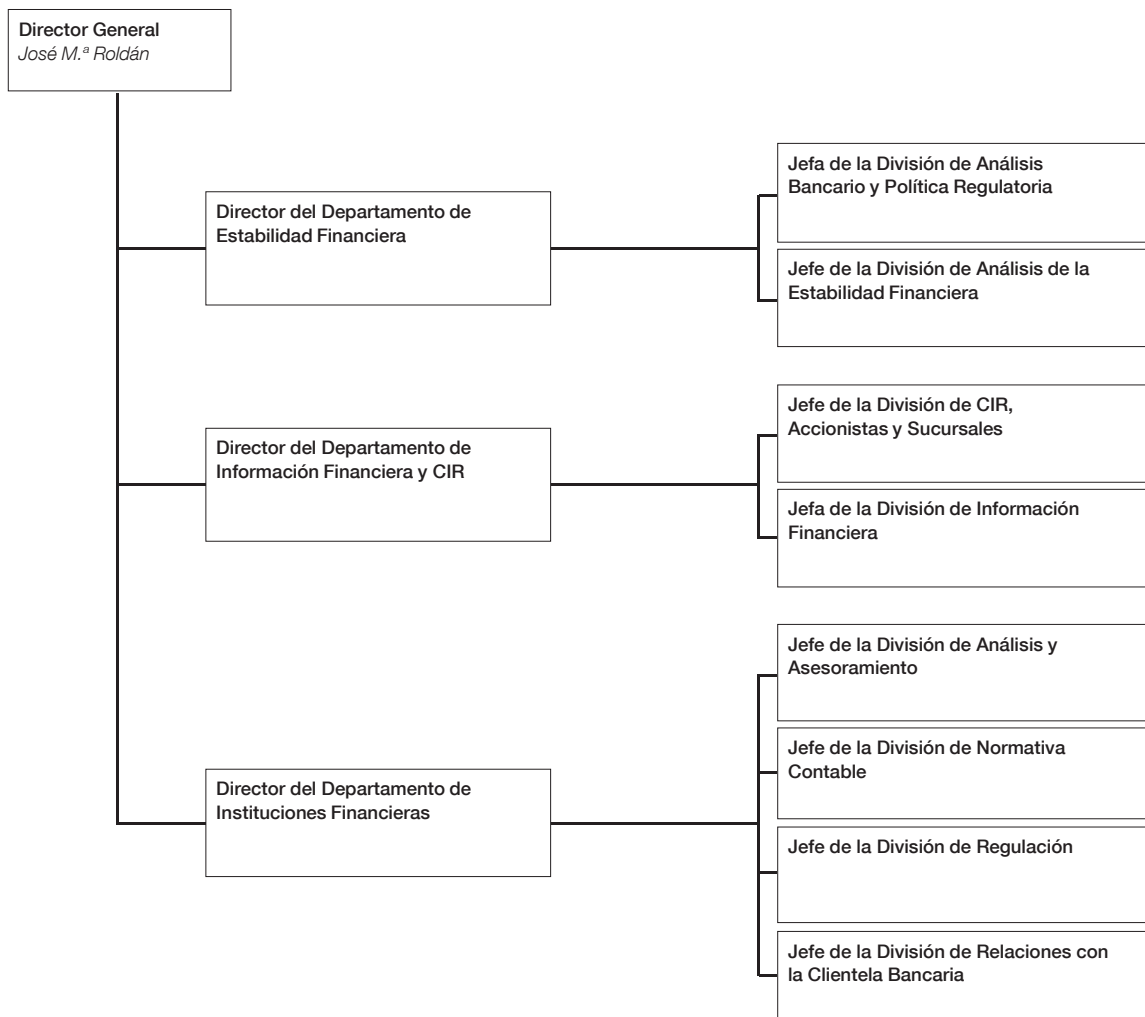 Director General
José M.ª Roldán
Director del Departamento de
Estabilidad Financiera
Jefa de la División de Análisis
Bancario y Política Regulatoria
Jefe de la División de Análisis de la
Estabilidad Financiera
Director del Departamento de
Información Financiera y CIR
Jefe de la División de CIR,
Accionistas y Sucursales
Jefa de la División de Información
Financiera
Director del Departamento de
Instituciones Financieras
Jefe de la División de Análisis y
Asesoramiento
Jefe de la División de Normativa
Contable
Jefe de la División de Regulación
Jefe de la División de Relaciones con
la Clientela Bancaria